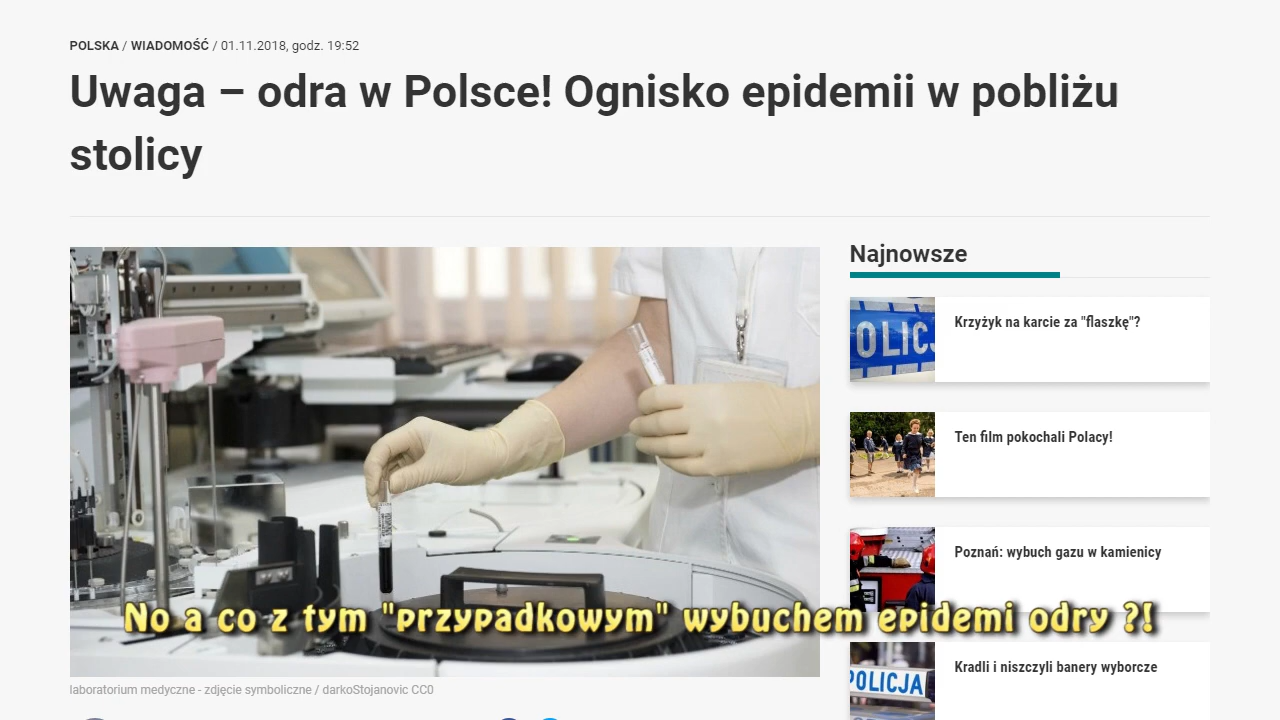 POLSKA / WIADOMOŚĆ / 01.11.2018, godz. 19:52
Uwaga – odra w Polsce! Ognisko epidemii w pobliżu
stolicy
Najnowsze
OLICJ
Krzyżyk na karcie za "flaszkę"?
Ten film pokochali Polacy!
Poznań: wybuch gazu w kamienicy
No a co z tym "przypadkowym" wybuchem epidemi odry ?!
POLICJA
Kradli i niszczyli banery wyborcze
laboratorium medyczne - zdjęcie symboliczne / darkoStojanovic CC0